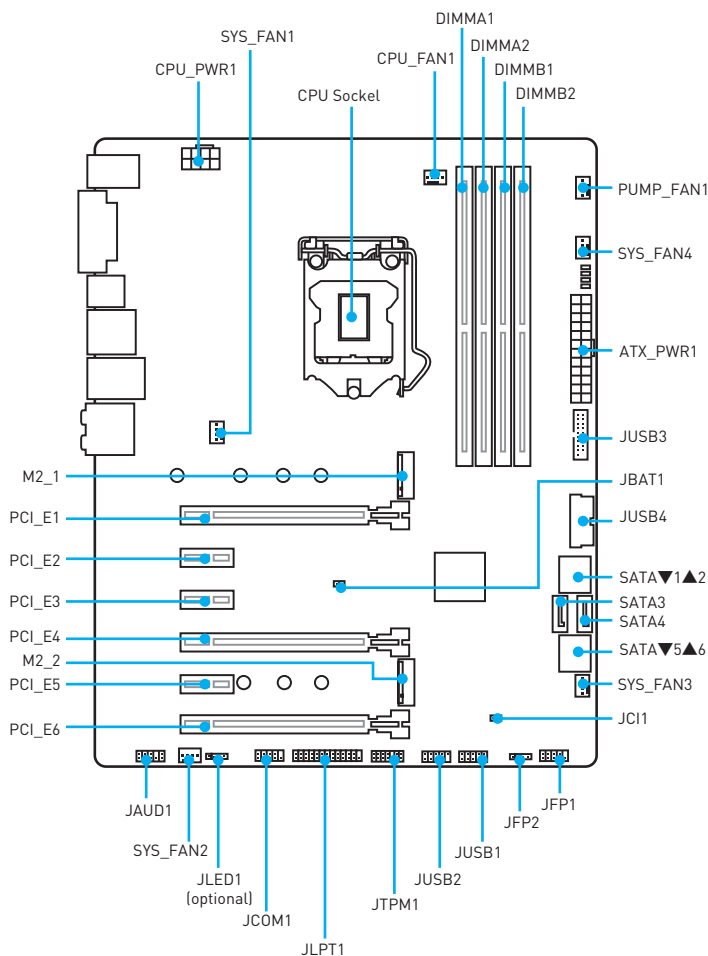 DIMMA1
SYS_FAN1
DIMMA2
CPU_FAN1
CPU_PWR1
DIMMB1
CPU Sockel
DIMMB2
PUMP_FAN1
SYS_FAN4
ATX_PWR1
JUSB3
M2_1
JBAT1
PCI_E1
JUSB4
PCI_E2
SATA▼1▲2
PCI_E3
SATA3
SATA4
PCI_E4
SATA▼5▲6
M2_2
PCI_E5
SYS_FAN3
JCI1
PCI_E6
JAUD1
JFP1
JFP2
SYS_FAN2
JUSB1
JLED1
(optional)
JUSB2
JTPM1
JCOM1
JLPT1